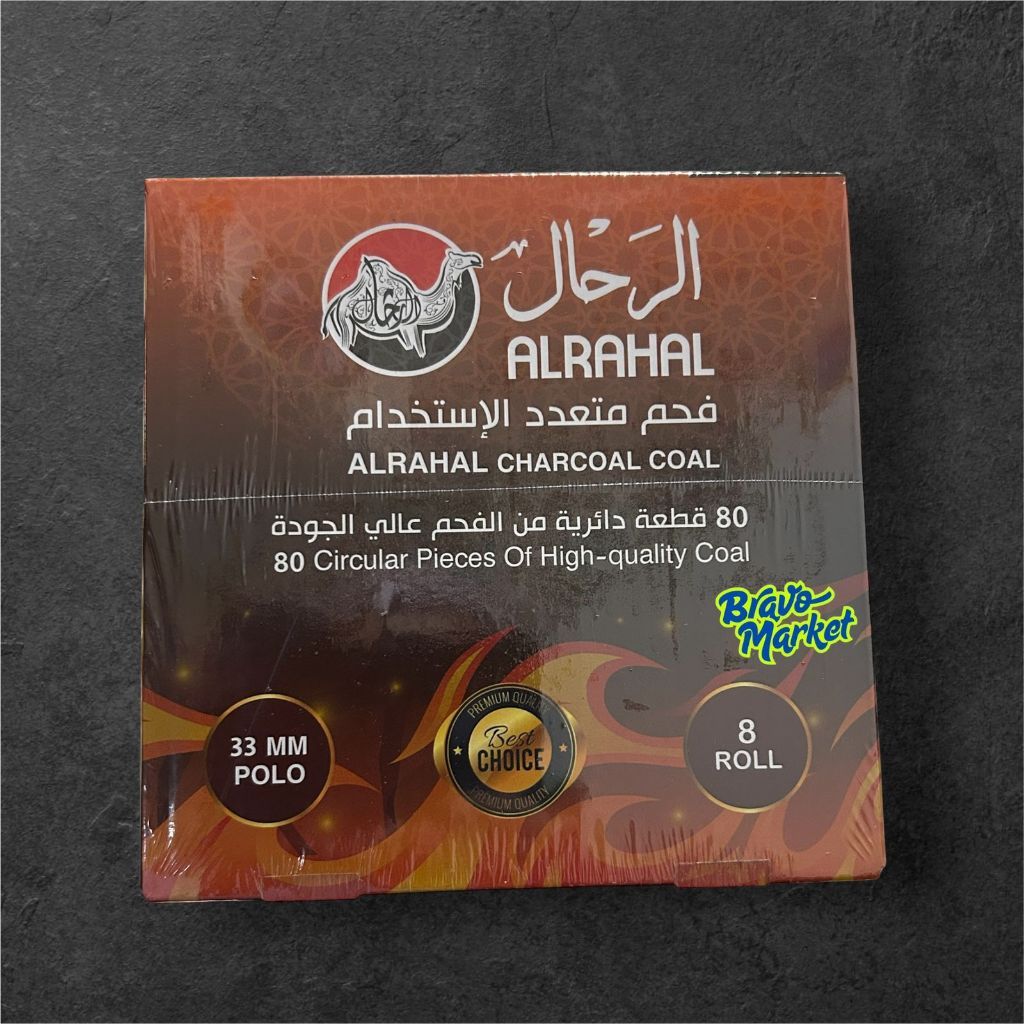 الرحال
الرحال
ALRAHAL
فحم متعدد الإستخدام
ALRAHAL CHARCOAL COAL
80 قطعة دائرية من الفحم عالي الجودة
80 Circular Pieces Of High-quality Coal
Bravo
Market
33 MM
POLO
PREMIUM QUALITY
Best
CHOICE
PREMIUM QUALITY
8
ROLL